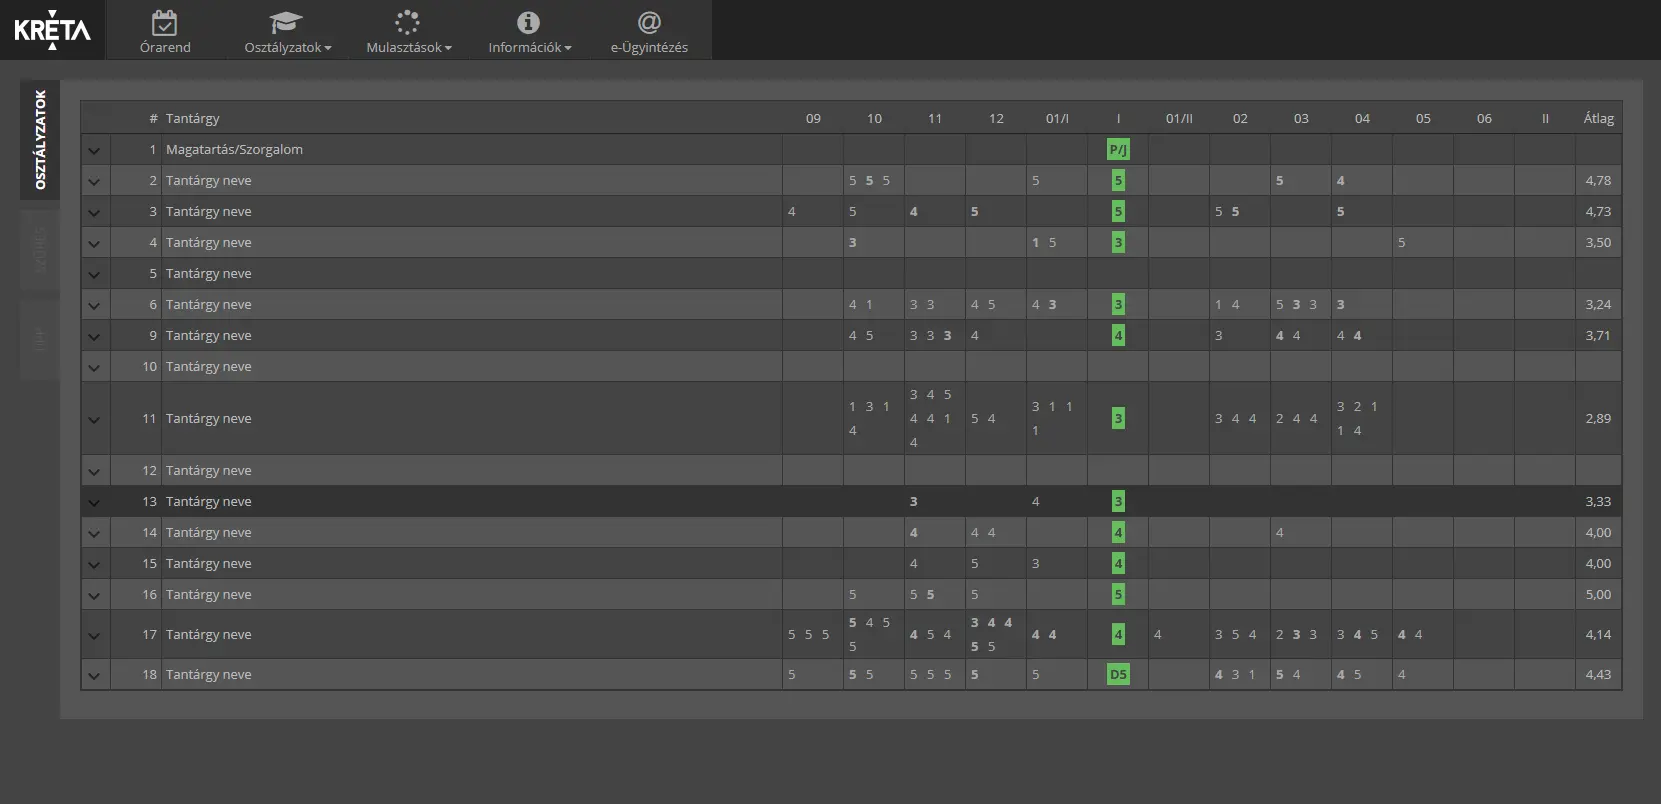 KRÉTA
Órarend
Osztályzatok
Mulasztások
Információk
e-Ügyintézés
OSZTÁLYZATOK
# Tantárgy 09 10 11 12 01/I I 01/II 02 03 04 05 06 II Átlag
1 Magatartás/Szorgalom P/J
2 Tantárgy neve 5 5 5 5 5 5 4 4,78
3 Tantárgy neve 4 5 4 5 5 5 5 5 4,73
4 Tantárgy neve 3 1 5 3 5 3,50
5 Tantárgy neve
6 Tantárgy neve 4 1 3 3 4 5 4 3 3 1 4 5 3 3 3 3,24
9 Tantárgy neve 4 5 3 3 3 4 4 3 4 4 4 4 3,71
10 Tantárgy neve
11 Tantárgy neve 1 3 1 4 3 4 5 4 4 1 4 5 4 3 1 1 1 3 3 4 4 2 4 4 3 2 1 1 4 2,89
12 Tantárgy neve
13 Tantárgy neve 3 4 3 3,33
14 Tantárgy neve 4 4 4 4 4 4,00
15 Tantárgy neve 4 5 3 4 4,00
16 Tantárgy neve 5 5 5 5 5 5,00
17 Tantárgy neve 5 5 5 5 4 5 5 4 5 4 3 4 4 5 5 4 4 4 4 3 5 4 2 3 3 3 4 5 4 4 4,14
18 Tantárgy neve 5 5 5 5 5 5 5 5 D5 4 3 1 5 4 4 5 4 4,43